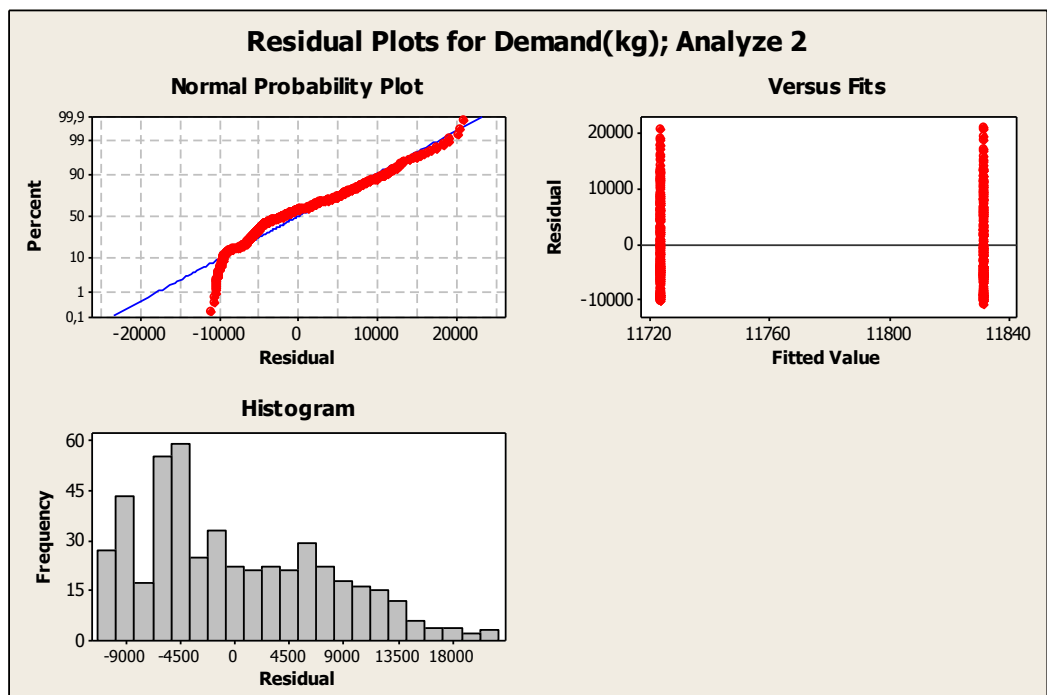 Residual Plots for Demand(kg); Analyze 2
Normal Probability Plot
99,9
99
90
50
10
1
0,1
Percent
-20000 -10000 0 10000 20000
Residual
Versus Fits
20000
10000
0
-10000
Residual
11720 11760 11800 11840
Fitted Value
Histogram
60
45
30
15
0
Frequency
-9000 -4500 0 4500 9000 13500 18000
Residual